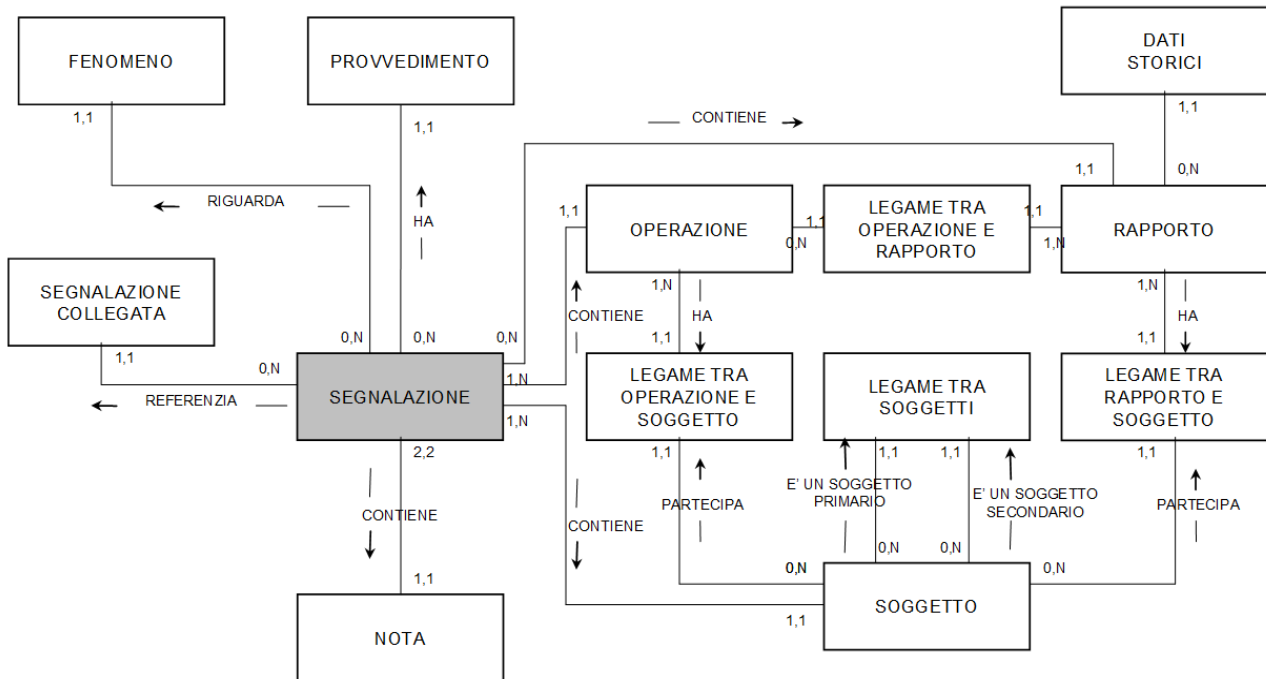 FENOMENO
PROVVEDIMENTO
DATI
STORICI
1,1
1,1
1,1
CONTIENE
0,N
1,1
RIGUARDA
HA
1,1
OPERAZIONE
1,1
0,N
LEGAME TRA
OPERAZIONE E
RAPPORTO
1,1
1,N
RAPPORTO
SEGNALAZIONE
COLLEGATA
1,N
HA
1,N
HA
CONTIENE
1,1
0,N
0,N
0,N
0,N
1,1
1,1
REFERENZIA
SEGNALAZIONE
1,N
1,N
LEGAME TRA
OPERAZIONE E
SOGGETTO
LEGAME TRA
SOGGETTI
LEGAME TRA
RAPPORTO E
SOGGETTO
2,2
1,1
1,1
1,1
1,1
CONTIENE
CONTIENE
PARTECIPA
E' UN SOGGETTO
PRIMARIO
E' UN SOGGETTO
SECONDARIO
PARTECIPA
0,N
0,N
0,N
0,N
1,1
1,1
SOGGETTO
NOTA